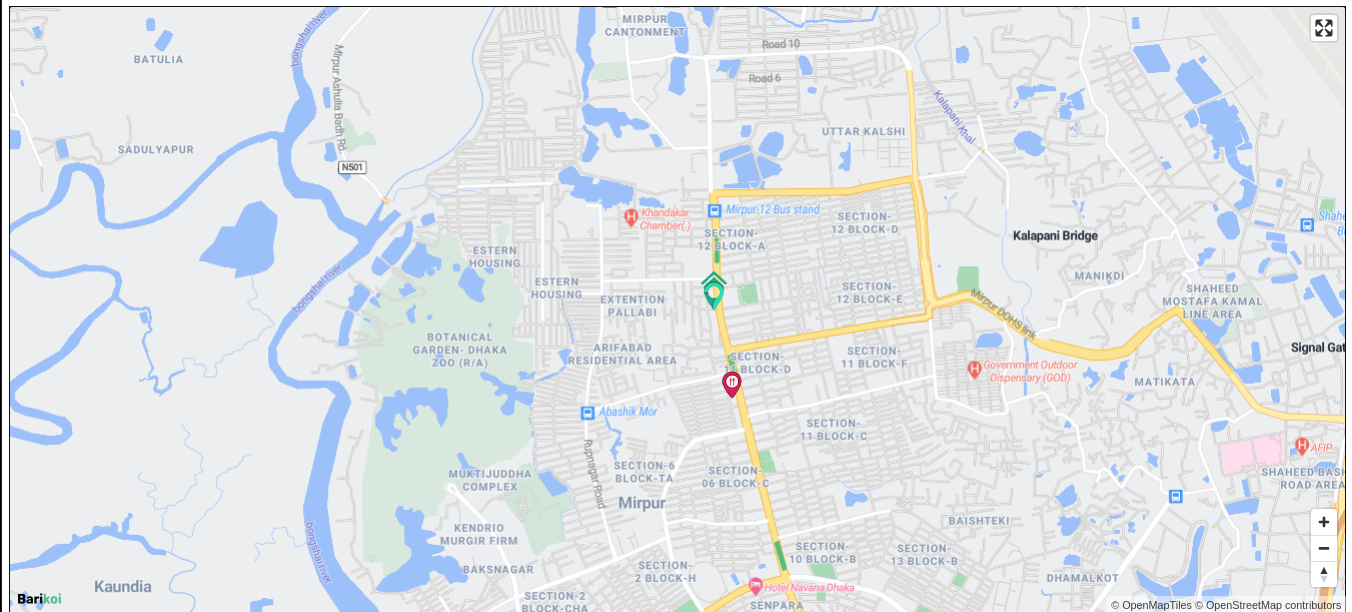 MIRPUR
CANTONMENT
bongshai river
BATULIA
Mirpur Ashulia Badh Rd.
Road 10
Road 6
Kalapani Khal
UTTAR KALSHI
SADULYAPUR
N501
Khandakar
Chamber( )
Mirpur-12 Bus stand
SECTION-
12 BLOCK-A
SECTION-
12 BLOCK-D
Kalapani Bridge
ESTERN
HOUSING
bongshai river
ESTERN
HOUSING
EXTENTION
PALLABI
SECTION-
12 BLOCK-E
MANIKDI
SHAHEED
MOSTAFA KAMAL
LINE AREA
Mirpur DOHS link
BOTANICAL
GARDEN- DHAKA
ZOO (R/A)
ARIFABAD
RESIDENTIAL AREA
SECTION-
BLOCK-D
SECTION-
11 BLOCK-F
Signal Gat
Government Outdoor
Dispensary (GOD)
MATIKATA
Abashik Mor
SECTION-
11 BLOCK-C
Rupnagar Road
AFIP
MUKTIJUDDHA
COMPLEX
SECTION-6
BLOCK-TA
SECTION-
06 BLOCK-C
SHAHEED BASH
ROAD AREA
Mirpur
KENDRIO
MURGIR FIRM
BAISHTEKI
bongshai river
SECTION-
10 BLOCK-B
SECTION-
13 BLOCK-B
BAKSNAGAR
SECTION-
2 BLOCK-H
DHAMALKOT
Kaundia
Hotel Navana Dhaka
SECTION-2
BLOCK-CHA
SENPARA
Barikoi
© OpenMapTiles © OpenStreetMap contributors